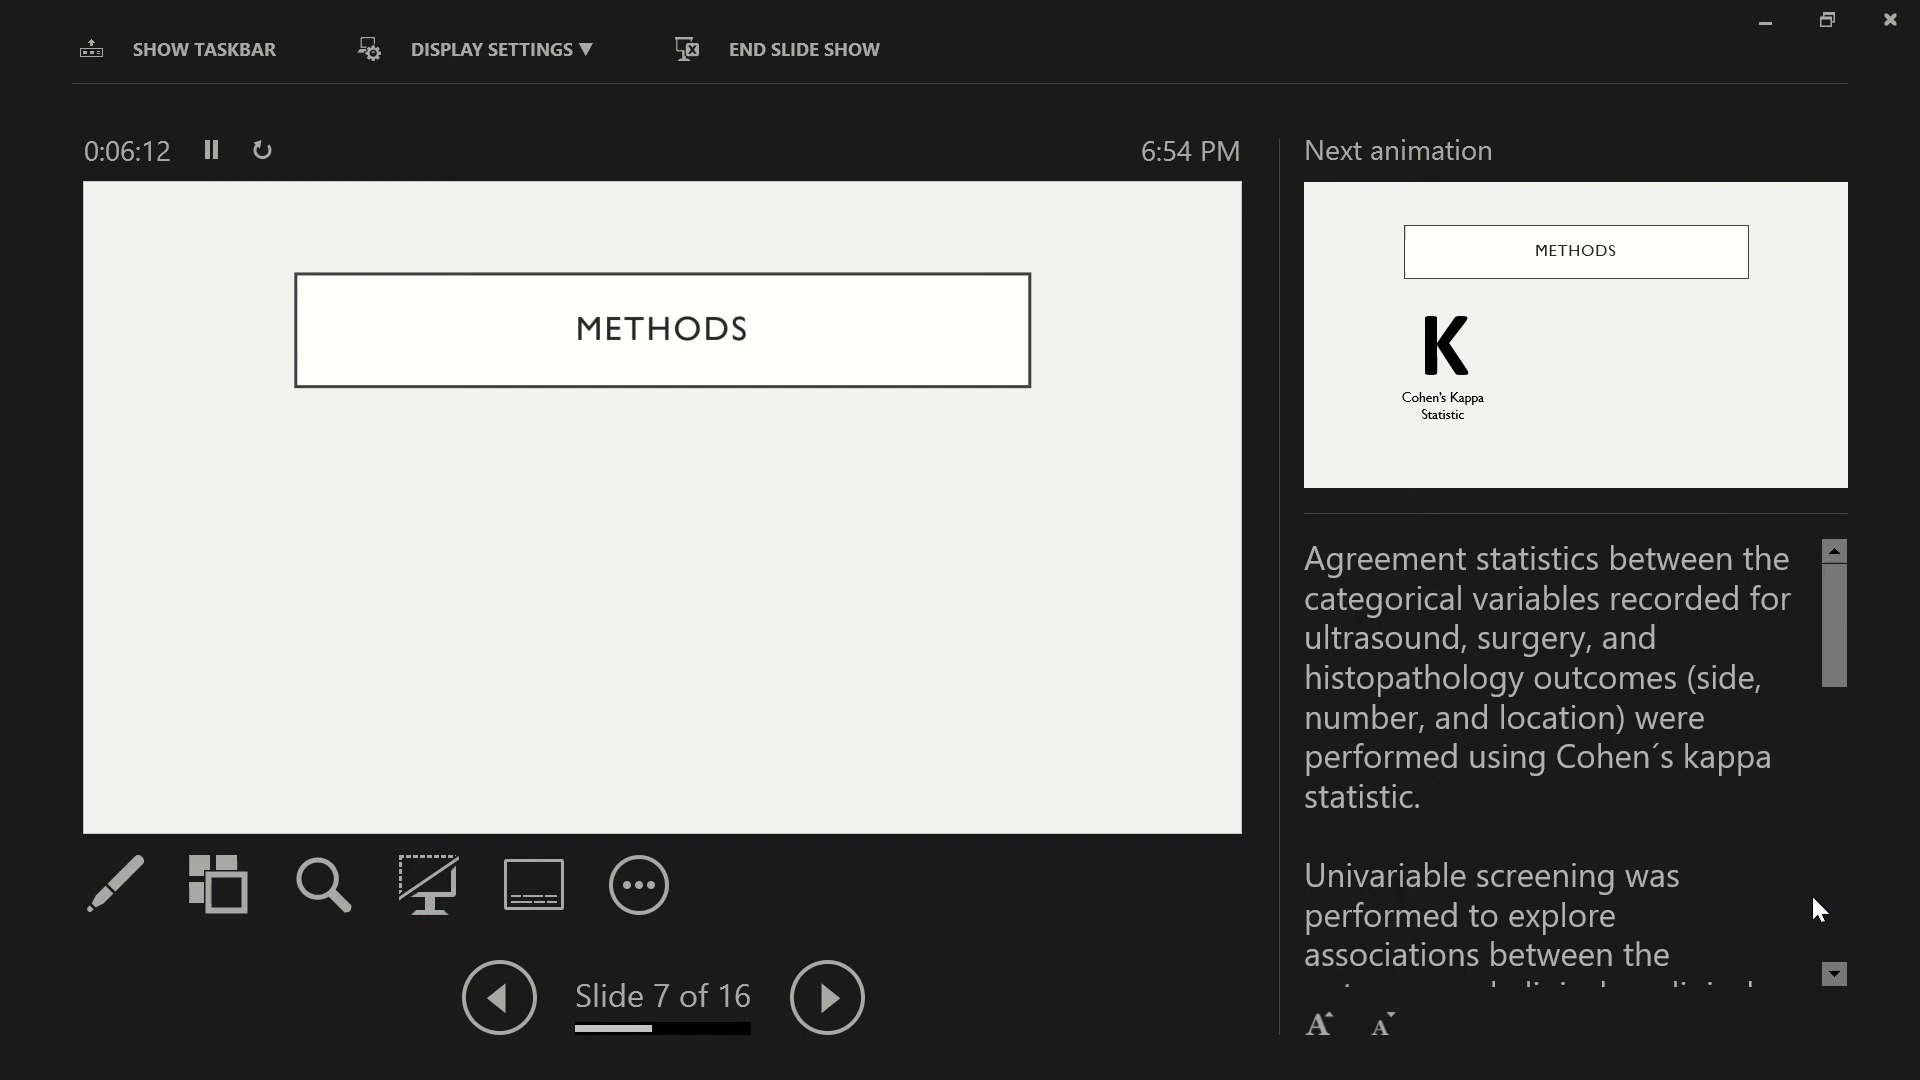 SHOW TASKBAR
DISPLAY SETTINGS ▼
END SLIDE SHOW
0:06:12
6:54 PM
METHODS
Slide 7 of 16
Next animation
METHODS
K
Cohen's Kappa
Statistic
Agreement statistics between the
categorical variables recorded for
ultrasound, surgery, and
histopathology outcomes (side,
number, and location) were
performed using Cohen´s kappa
statistic.
Univariable screening was
performed to explore
associations between the
A A